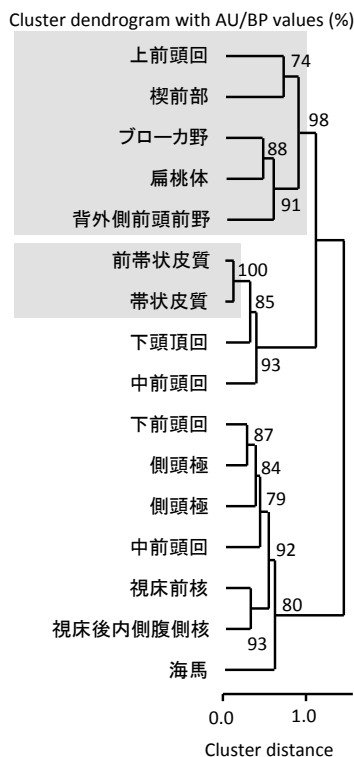 Cluster dendrogram with AU/BP values (%)
上前頭回
74
楔前部
98
ブローカ野
88
扁桃体
91
背外側前頭前野
前帯状皮質
100
帯状皮質
85
下頭頂回
93
中前頭回
下前頭回
87
側頭極
84
側頭極
79
中前頭回
92
視床前核
80
視床後内側腹側核
93
海馬
0.0 1.0
Cluster distance